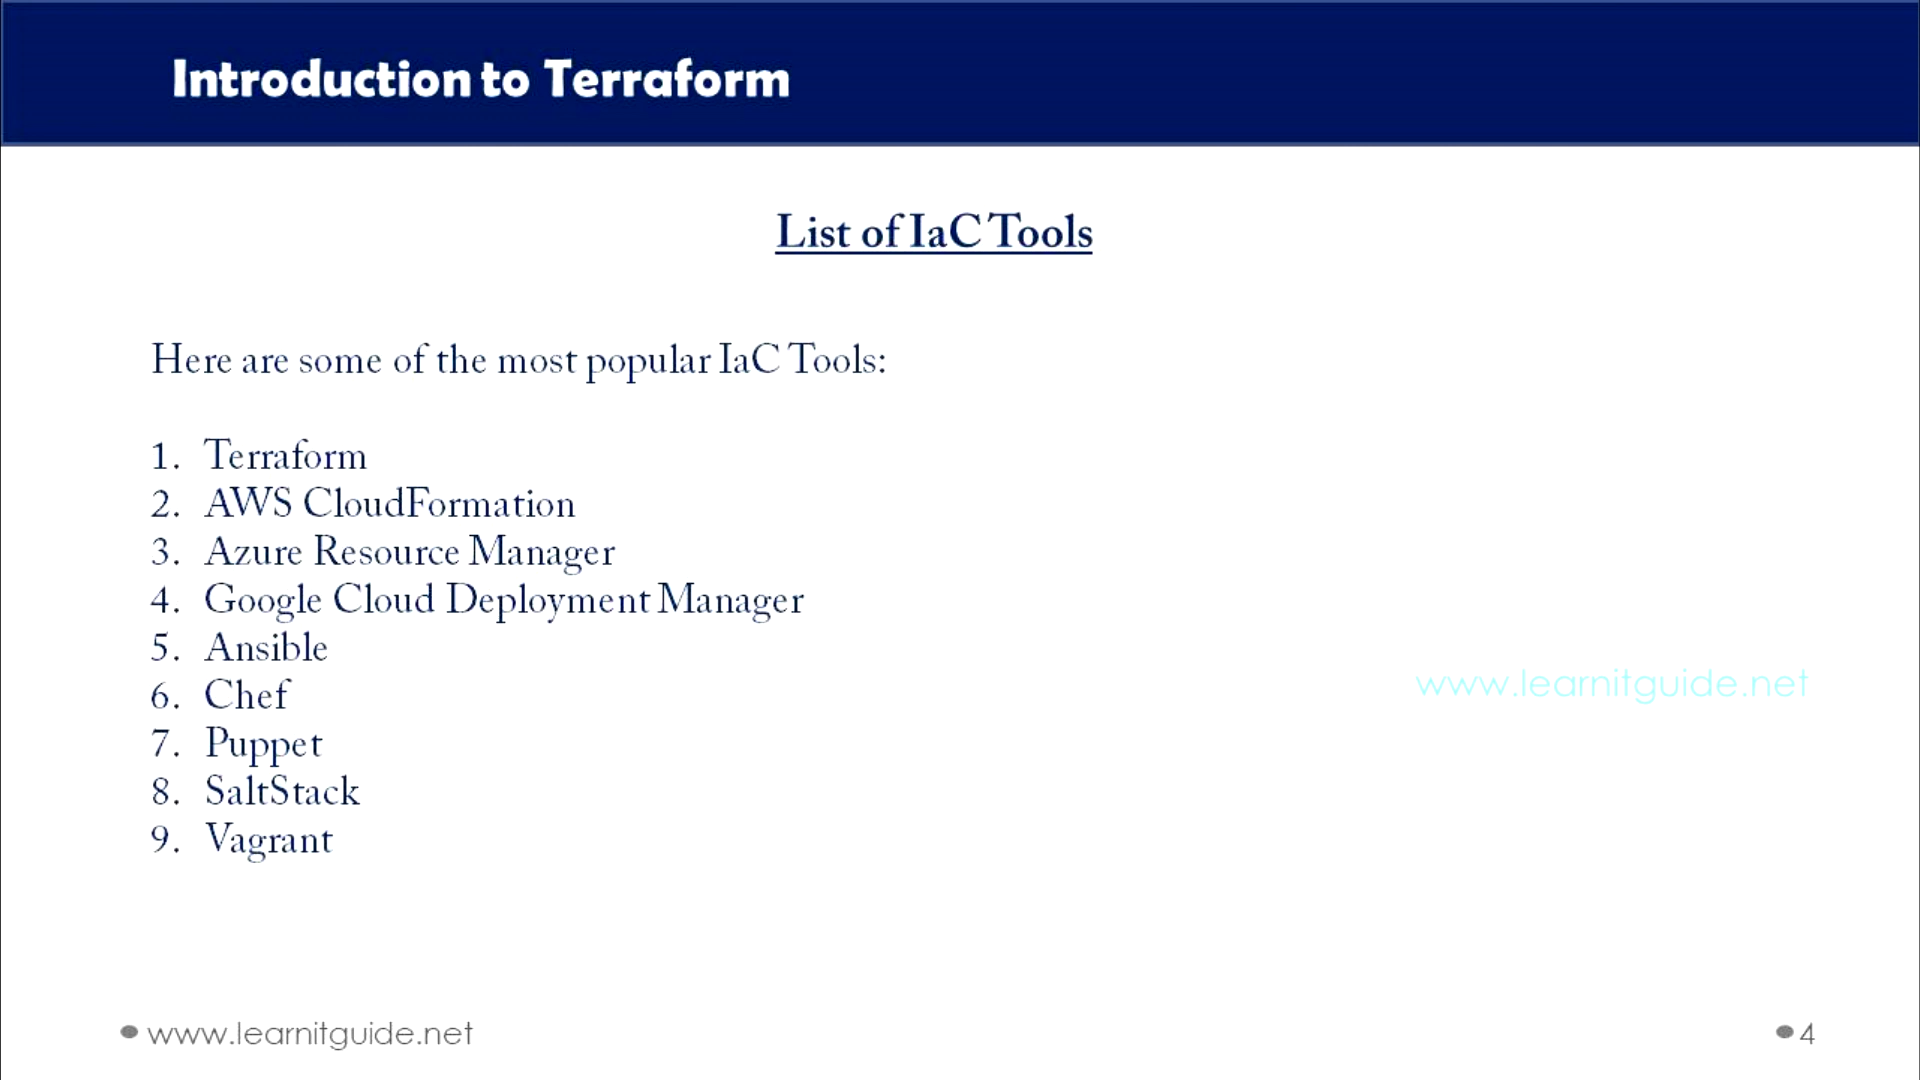 Introduction to Terraform
List of IaC Tools
Here are some of the most popular IaC Tools:
1. Terraform
2. AWS CloudFormation
3. Azure Resource Manager
4. Google Cloud Deployment Manager
5. Ansible
6. Chef
7. Puppet
8. SaltStack
9. Vagrant
www.learnitguide.net
www.learnitguide.net
4